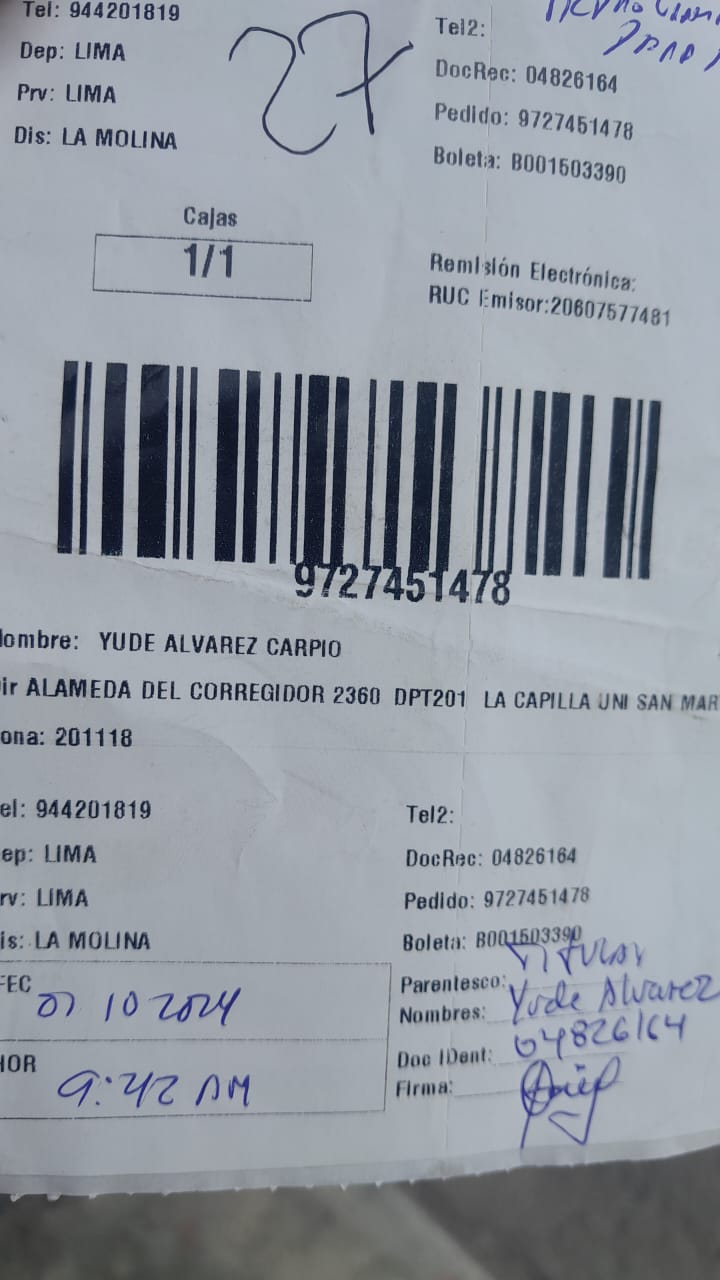 Tel: 944201819
Tel2:
Dep: LIMA
DocRec: 04826164
Prv: LIMA
Pedido: 9727451478
Dis: LA MOLINA
Boleta: B001503390
27
Cajas
1/1
Remisión Electrónica:
RUC Emisor:20607577481
9727451478
Nombre: YUDE ALVAREZ CARPIO
ir ALAMEDA DEL CORREGIDOR 2360 DPT201 LA CAPILLA UNI SAN MAR
ona: 201118
el: 944201819
Tel2:
ep: LIMA
DocRec: 04826164
rv: LIMA
Pedido: 9727451478
is: LA MOLINA
Boleta: B001503390
FEC 07 10 2024
Parentesco: TITULAR
Nombres: Yude Alvarez
HOR 9:42 AM
Doc IDent: 04826164
Firma: